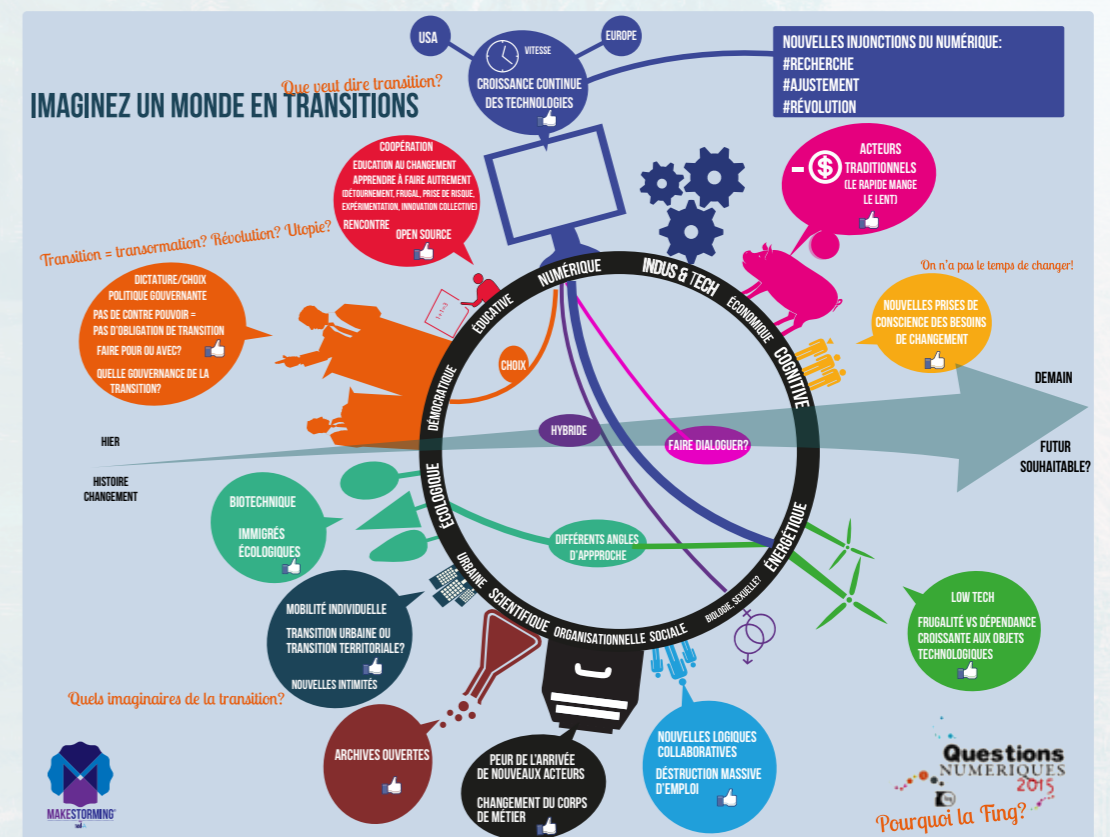 IMAGINEZ UN MONDE EN TRANSITIONS
Que veut dire transition?
USA
VITESSE
EUROPE
CROISSANCE CONTINUE
DES TECHNOLOGIES
NOUVELLES INJONCTIONS DU NUMÉRIQUE:
#RECHERCHE
#AJUSTEMENT
#RÉVOLUTION
COOPÉRATION
EDUCATION AU CHANGEMENT
APPRENDRE À FAIRE AUTREMENT
(DÉTOURNEMENT, FRUGAL, PRISE DE RISQUE,
EXPÉRIMENTATION, INNOVATION COLLECTIVE)
RENCONTRE
OPEN SOURCE
- $
ACTEURS
TRADITIONNELS
(LE RAPIDE MANGE
LE LENT)
Transition = transormation? Révolution? Utopie?
DICTATURE/CHOIX
POLITIQUE GOUVERNANTE
PAS DE CONTRE POUVOIR =
PAS D'OBLIGATION DE TRANSITION
FAIRE POUR OU AVEC?
QUELLE GOUVERNANCE DE LA
TRANSITION?
On n'a pas le temps de changer!
NOUVELLES PRISES DE
CONSCIENCE DES BESOINS
DE CHANGEMENT
1+1=3
ÉDUCATIVE
NUMÉRIQUE
INDUS & TECH
ÉCONOMIQUE
COGNITIVE
DÉMOCRATIQUE
ÉCOLOGIQUE
URBAINE
SCIENTIFIQUE
ORGANISATIONNELLE
SOCIALE
BIOLOGIE, SEXUELLE?
ÉNERGÉTIQUE
CHOIX
HYBRIDE
FAIRE DIALOGUER?
DIFFÉRENTS ANGLES
D'APPPROCHE
HIER
HISTOIRE
CHANGEMENT
DEMAIN
FUTUR
SOUHAITABLE?
BIOTECHNIQUE
IMMIGRÉS
ÉCOLOGIQUES
MOBILITÉ INDIVIDUELLE
TRANSITION URBAINE OU
TRANSITION TERRITORIALE?
NOUVELLES INTIMITÉS
LOW TECH
FRUGALITÉ VS DÉPENDANCE
CROISSANTE AUX OBJETS
TECHNOLOGIQUES
Quels imaginaires de la transition?
ARCHIVES OUVERTES
PEUR DE L'ARRIVÉE
DE NOUVEAUX ACTEURS
CHANGEMENT DU CORPS
DE MÉTIER
NOUVELLES LOGIQUES
COLLABORATIVES
DÉSTRUCTION MASSIVE
D'EMPLOI
MAKESTORMING
Questions
NUMERIQUES
2015
Pourquoi la Fing?